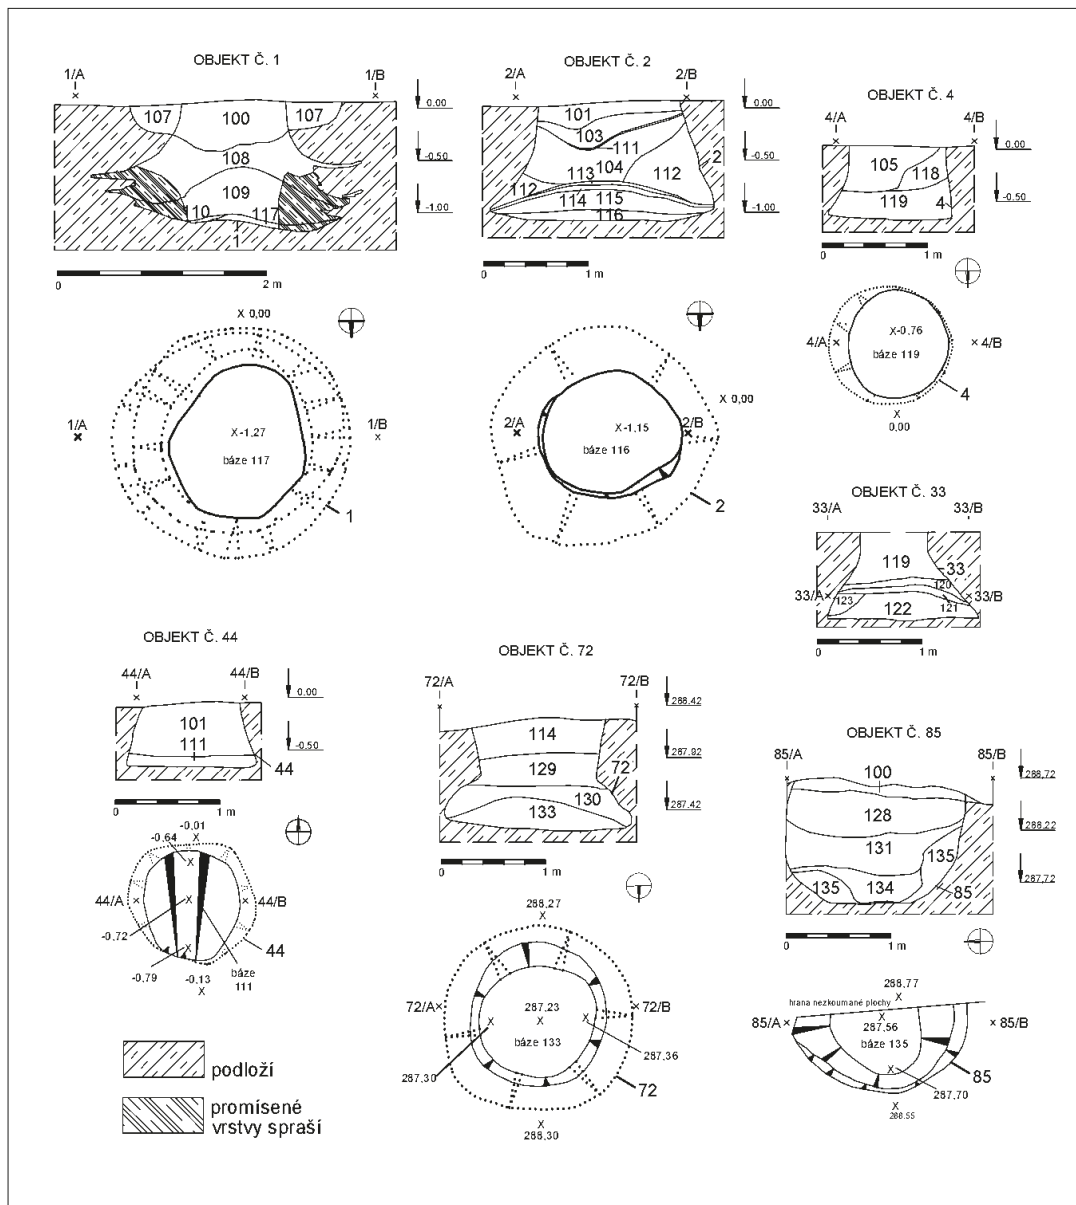 OBJEKT Č. 1
1/A
1/B
0.00
-0.50
-1.00
107
100
107
108
109
10
117
1
0
2 m
X 0,00
1/A
1/B
X-1,27
báze 117
1
OBJEKT Č. 2
2/A
2/B
0.00
-0.50
-1.00
101
103
111
104
2
113
112
112
114
115
116
0
1 m
X 0,00
2/A
2/B
X-1,15
báze 116
2
OBJEKT Č. 4
4/A
4/B
0.00
-0.50
105
118
119
4
0
1 m
X-0,76
4/A
4/B
báze 119
4
X
0,00
OBJEKT Č. 33
33/A
33/B
119
33
120
33/A
33/B
123
121
122
0
1 m
OBJEKT Č. 44
44/A
44/B
0.00
-0.50
101
111
44
0
1 m
-0,01
-0,64
X
X
44/A
X
44/B
-0,72
X
44
-0,79
-0,13
X
báze
111
OBJEKT Č. 72
72/A
72/B
288.42
287.92
287.42
114
129
72
130
133
0
1 m
288,27
X
72/A
72/B
287,23
X
X
X
báze 133
287,30
287,36
72
X
288,30
OBJEKT Č. 85
85/A
85/B
288,72
288,22
287,72
100
128
131
135
135
134
85
0
1 m
288,77
X
hrana nezkoumané plochy
85/A
85/B
X
287,56
báze 135
X
85
287,70
X
288,55
podloží
promísené
vrstvy spraší